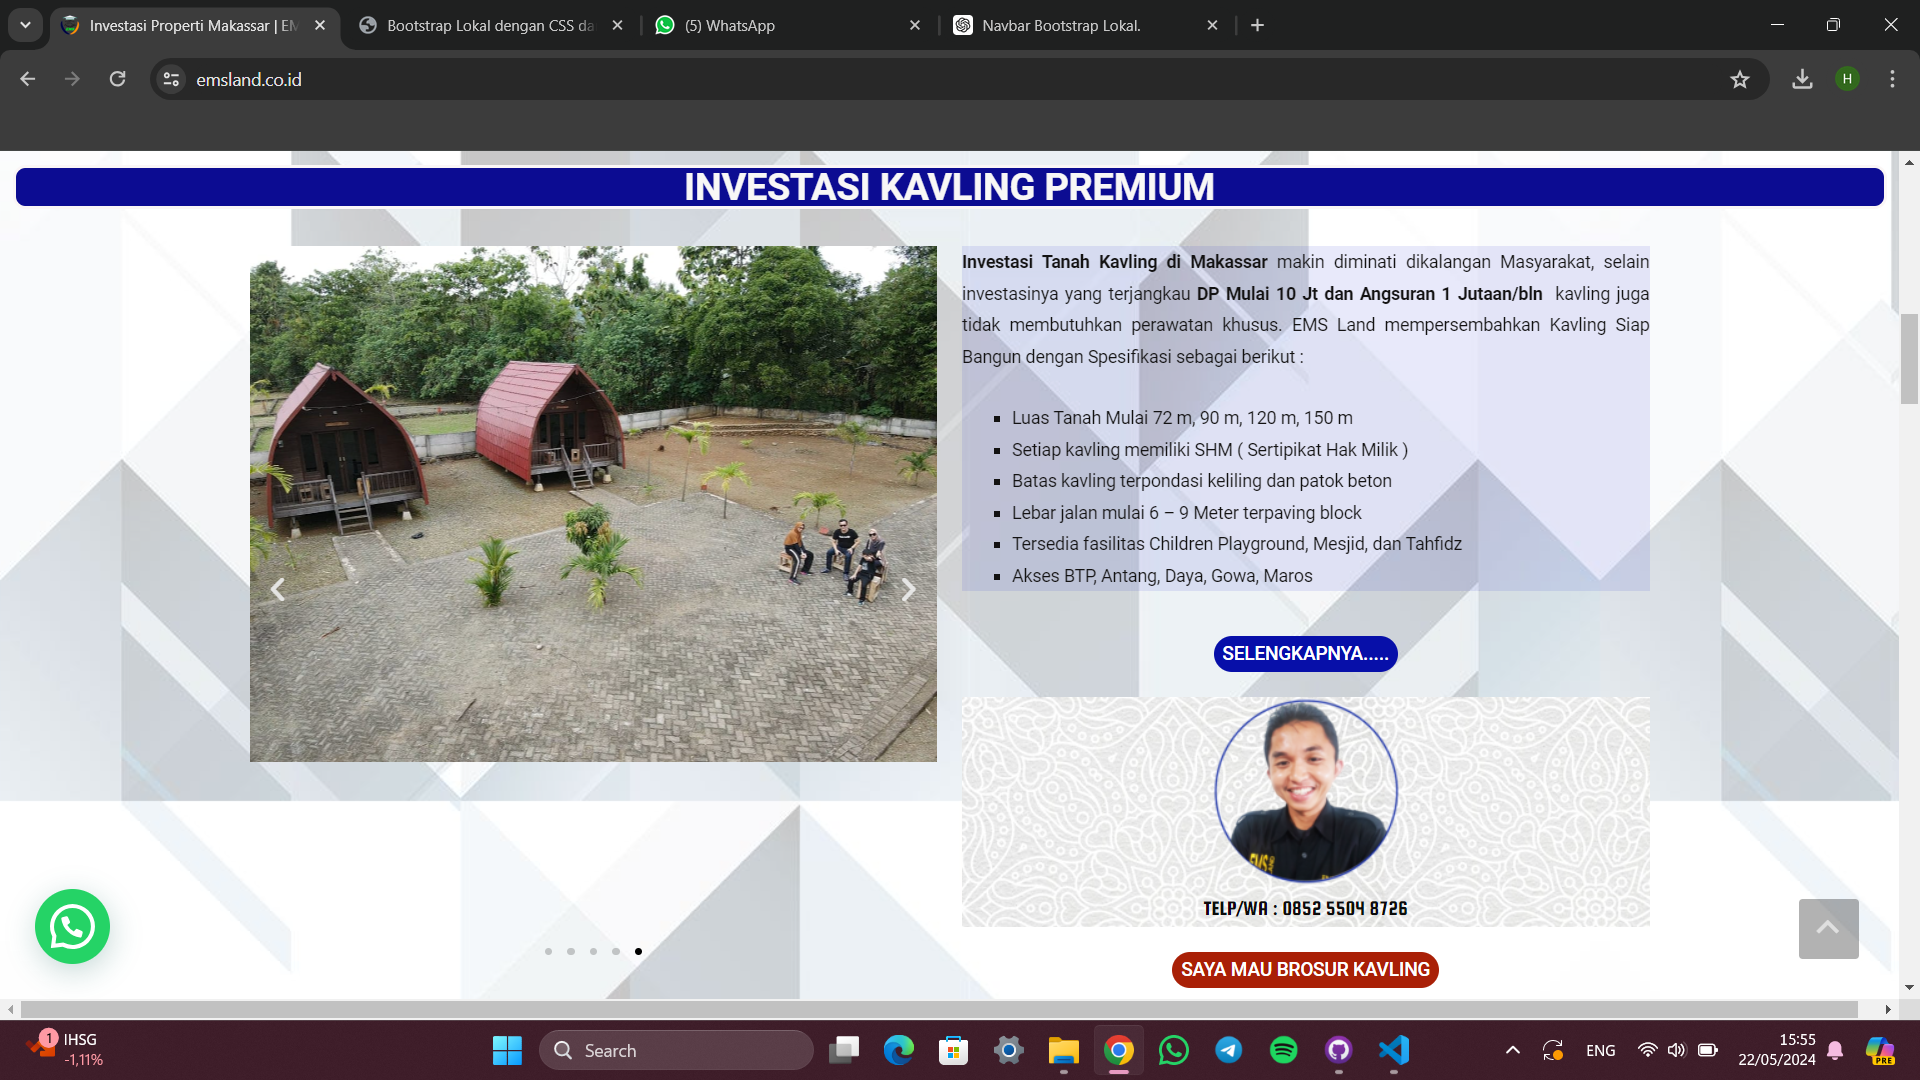 Investasi Properti Makassar | EM
Bootstrap Lokal dengan CSS da
(5) WhatsApp
Navbar Bootstrap Lokal.
emsland.co.id
H
INVESTASI KAVLING PREMIUM
Investasi Tanah Kavling di Makassar makin diminati dikalangan Masyarakat, selain
investasinya yang terjangkau DP Mulai 10 Jt dan Angsuran 1 Jutaan/bln kavling juga
tidak membutuhkan perawatan khusus. EMS Land mempersembahkan Kavling Siap
Bangun dengan Spesifikasi sebagai berikut :
Luas Tanah Mulai 72 m, 90 m, 120 m, 150 m
Setiap kavling memiliki SHM ( Sertipikat Hak Milik )
Batas kavling terpondasi keliling dan patok beton
Lebar jalan mulai 6 – 9 Meter terpaving block
Tersedia fasilitas Children Playground, Mesjid, dan Tahfidz
Akses BTP, Antang, Daya, Gowa, Maros
SELENGKAPNYA.....
EMS
TELP/WA : 0852 5504 8726
SAYA MAU BROSUR KAVLING
1
IHSG
-1,11%
Search
ENG
15:55
22/05/2024
PRE